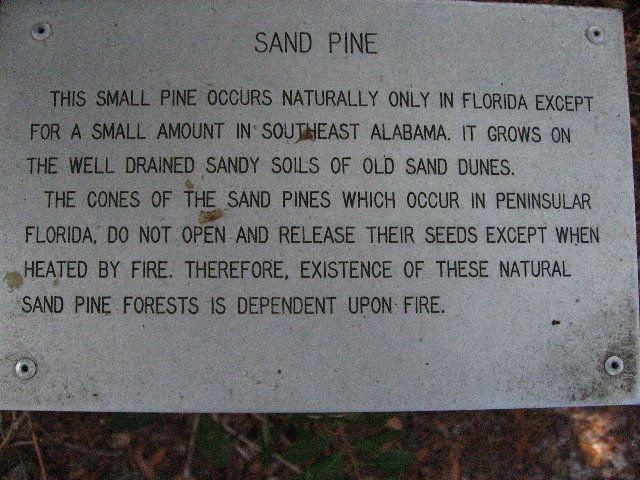 SAND PINE
THIS SMALL PINE OCCURS NATURALLY ONLY IN FLORIDA EXCEPT
FOR A SMALL AMOUNT IN SOUTHEAST ALABAMA. IT GROWS ON
THE WELL DRAINED SANDY SOILS OF OLD SAND DUNES.
THE CONES OF THE SAND PINES WHICH OCCUR IN PENINSULAR
FLORIDA, DO NOT OPEN AND RELEASE THEIR SEEDS EXCEPT WHEN
HEATED BY FIRE. THEREFORE, EXISTENCE OF THESE NATURAL
SAND PINE FORESTS IS DEPENDENT UPON FIRE.